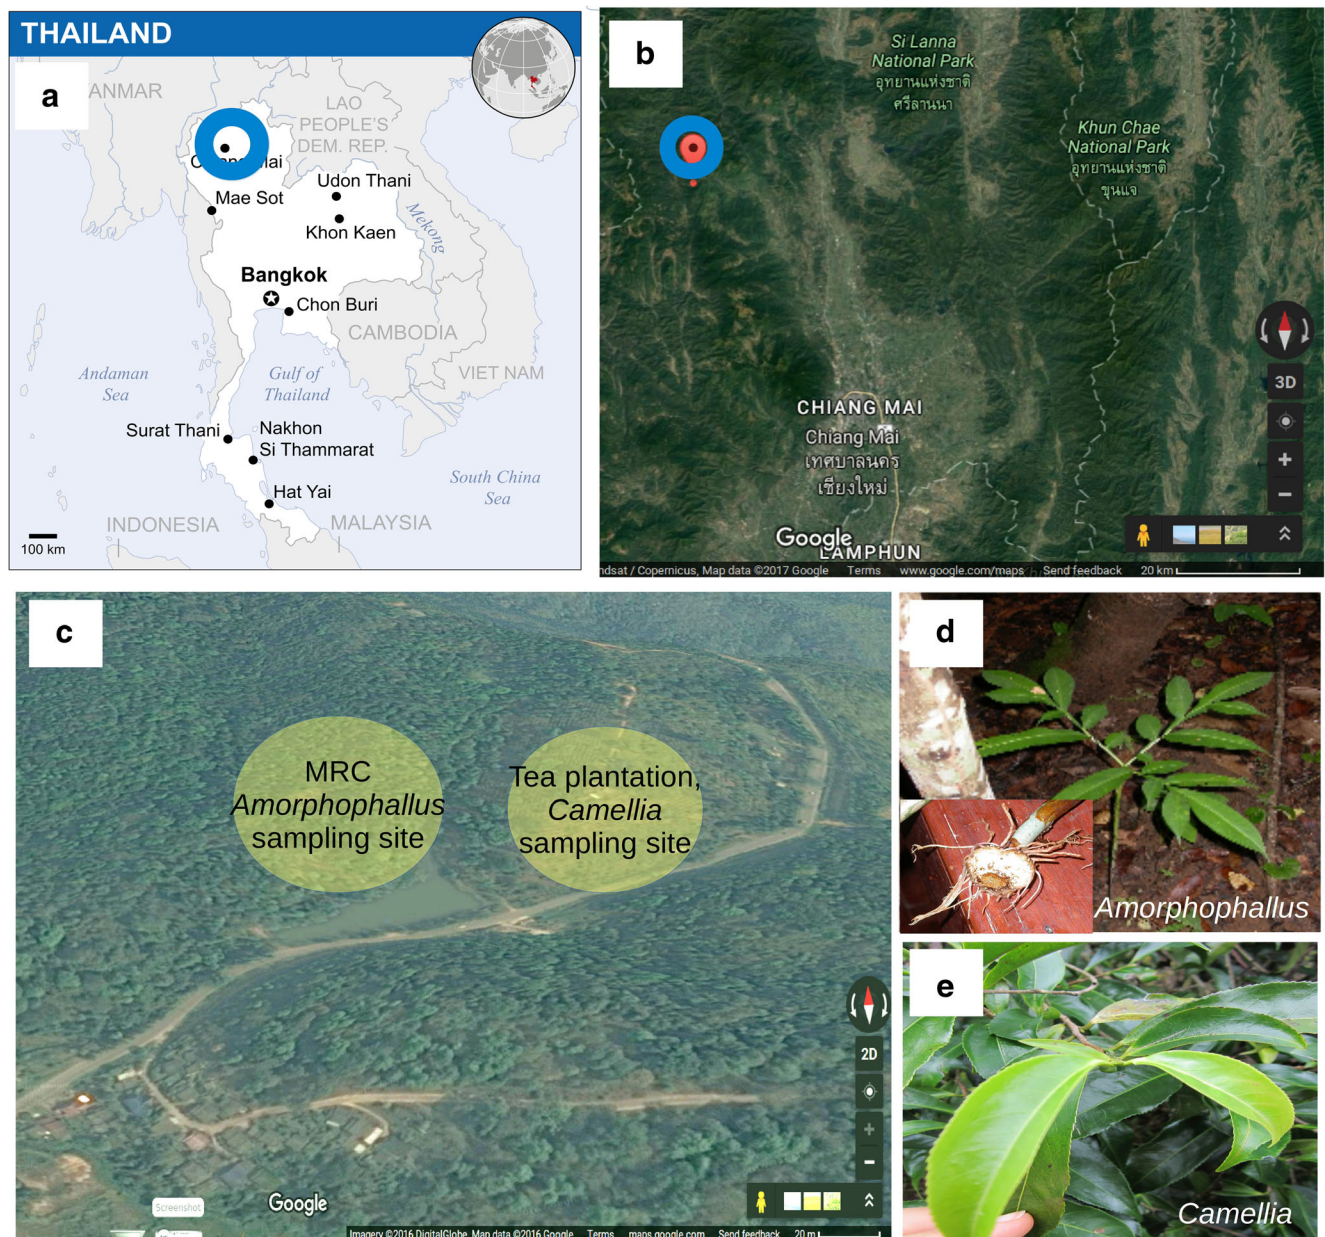 THAILAND
a
ANMAR
LAO
PEOPLE'S
DEM. REP.
Udon Thani
Mae Sot
Khon Kaen
Mekong
Bangkok
Chon Buri
CAMBODIA
Andaman
Sea
Gulf of
Thailand
VIET NAM
Surat Thani
Nakhon
Si Thammarat
South China
Sea
Hat Yai
INDONESIA
MALAYSIA
100 km
b
Si Lanna
National Park
อุทยานแห่งชาติ
ศรีลานนา
Khun Chae
National Park
อุทยานแห่งชาติ
ขุนแจ
3D
CHIANG MAI
Chiang Mai
เทศบาลนคร
เชียงใหม่
Google
LAMPHUN
ndsat / Copernicus, Map data ©2017 Google Terms www.google.com/maps Send feedback 20 km
c
MRC
Amorphophallus
sampling site
Tea plantation,
Camellia
sampling site
2D
Screenshot
Google
Imagery ©2016 DigitalGlobe, Map data ©2016 Google Terms maps.google.com Send feedback 20 m
d
Amorphophallus
e
Camellia